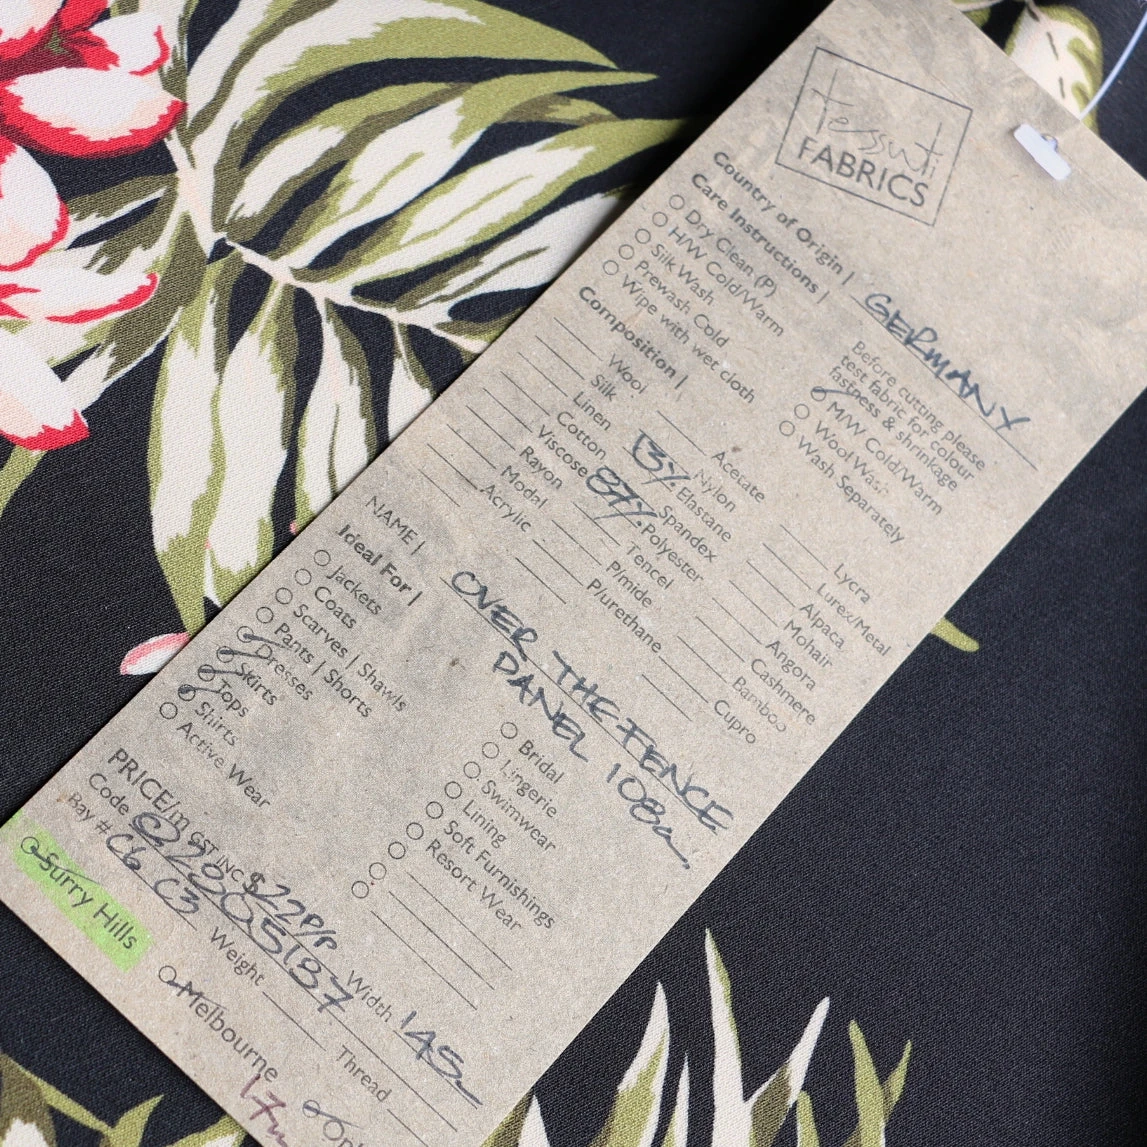 tessuti
FABRICS
Country of Origin | GERMANY
Care Instructions |
Dry Clean (P)
H/W Cold/Warm
Silk Wash
Prewash Cold
Wipe with wet cloth
Before cutting please
test fabric for colour
fastness & shrinkage
M/W Cold/Warm
Wool Wash
Wash Separately
Composition |
Wool
Silk
Linen
Cotton
Viscose
Rayon
Modal
Acrylic
Acetate
Nylon
13% Elastane
Spandex
87% Polyester
Tencel
P/mide
P/urethane
Lycra
Lurex/Metal
Alpaca
Mohair
Angora
Cashmere
Bamboo
Cupro
NAME | OVER THE FENCE
PANEL 108
Ideal For |
Jackets
Coats
Scarves | Shawls
Pants | Shorts
Dresses
Skirts
Tops
Shirts
Active Wear
Bridal
Lingerie
Swimwear
Lining
Soft Furnishings
Resort Wear
PRICE/m GST INC $22 P/P Width 145
Code
Bay # C6 C3 Weight Thread
Surry Hills
Melbourne